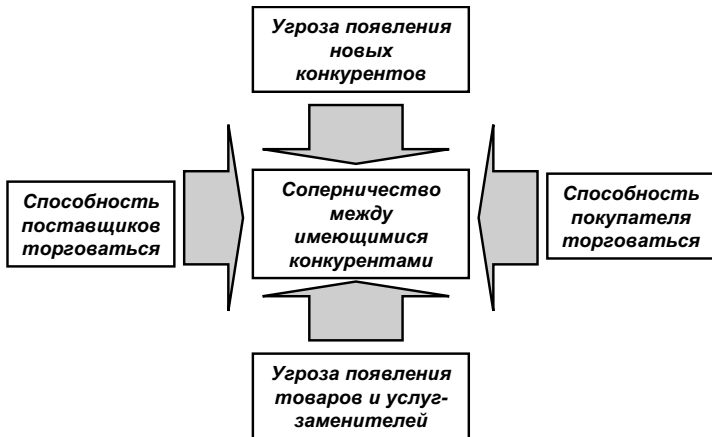 Угроза появления
новых
конкурентов
Способность
поставщиков
торговаться
Соперничество
между
имеющимися
конкурентами
Способность
покупателя
торговаться
Угроза появления
товаров и услуг-
заменителей